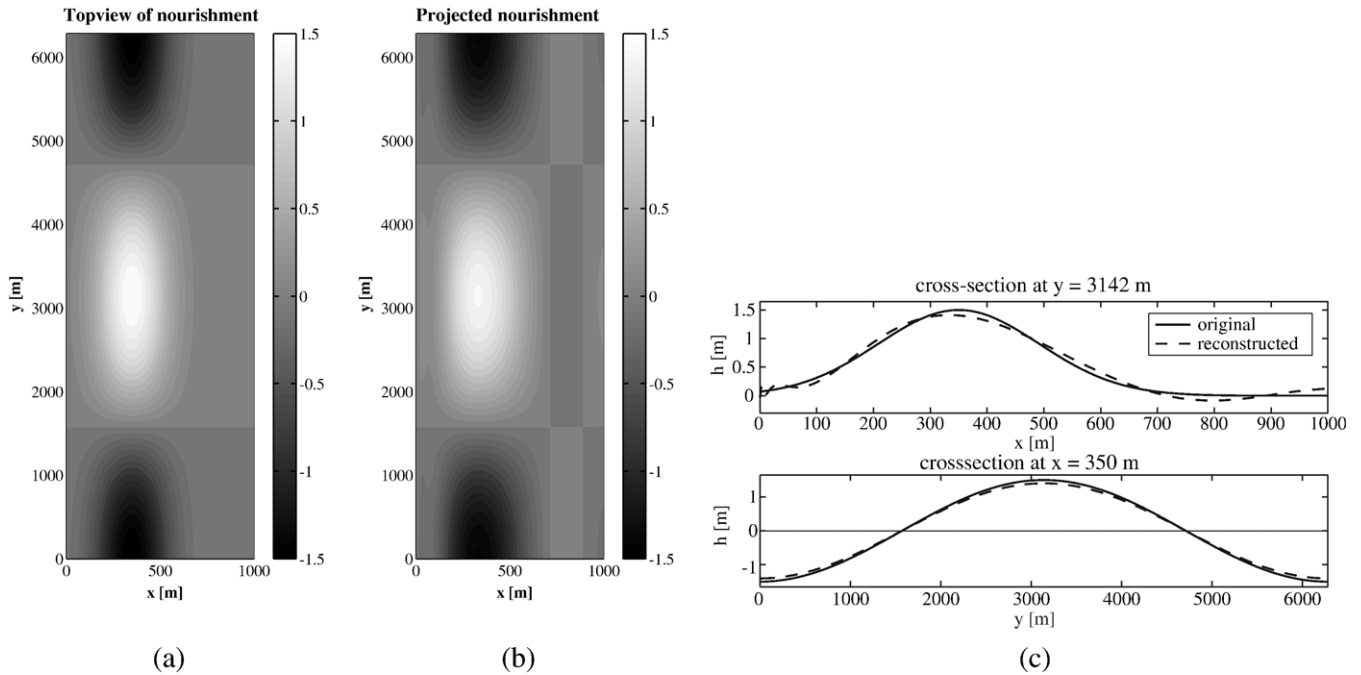 Topview of nourishment
6000
5000
4000
3000
2000
1000
0
y [m]
0 500 1000
x [m]
1.5
1
0.5
0
-0.5
-1
-1.5
(a)
Projected nourishment
6000
5000
4000
3000
2000
1000
0
y [m]
0 500 1000
x [m]
1.5
1
0.5
0
-0.5
-1
-1.5
(b)
cross-section at y = 3142 m
1.5
1
0.5
0
h [m]
original
reconstructed
0 100 200 300 400 500 600 700 800 900 1000
x [m]
crosssection at x = 350 m
1
0
-1
h [m]
0 1000 2000 3000 4000 5000 6000
y [m]
(c)